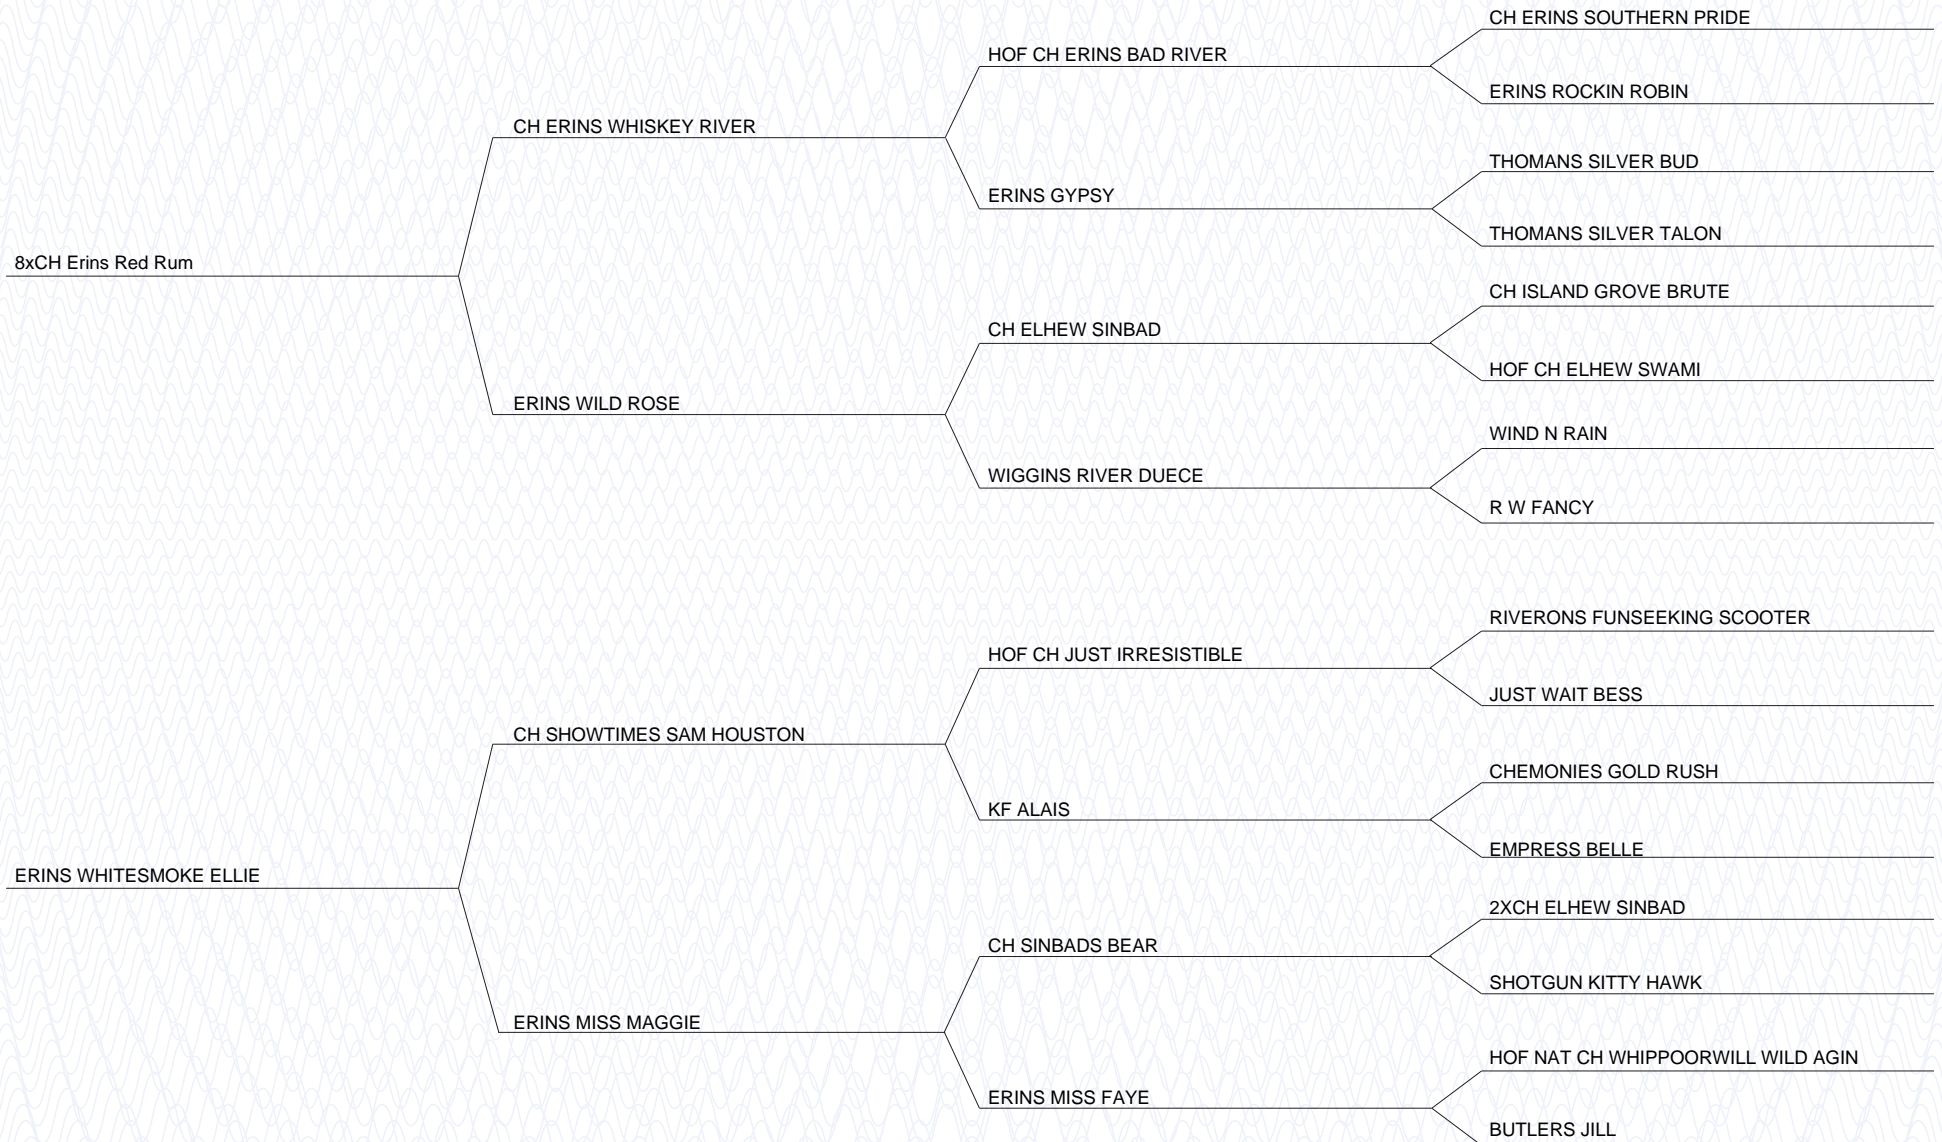 CH ERINS SOUTHERN PRIDE
HOF CH ERINS BAD RIVER
ERINS ROCKIN ROBIN
CH ERINS WHISKEY RIVER
THOMANS SILVER BUD
ERINS GYPSY
THOMANS SILVER TALON
8xCH Erins Red Rum
CH ISLAND GROVE BRUTE
CH ELHEW SINBAD
HOF CH ELHEW SWAMI
ERINS WILD ROSE
WIND N RAIN
WIGGINS RIVER DUECE
R W FANCY
RIVERONS FUNSEEKING SCOOTER
HOF CH JUST IRRESISTIBLE
JUST WAIT BESS
CH SHOWTIMES SAM HOUSTON
CHEMONIES GOLD RUSH
KF ALAIS
EMPRESS BELLE
ERINS WHITESMOKE ELLIE
2XCH ELHEW SINBAD
CH SINBADS BEAR
SHOTGUN KITTY HAWK
ERINS MISS MAGGIE
HOF NAT CH WHIPPOORWILL WILD AGIN
ERINS MISS FAYE
BUTLERS JILL